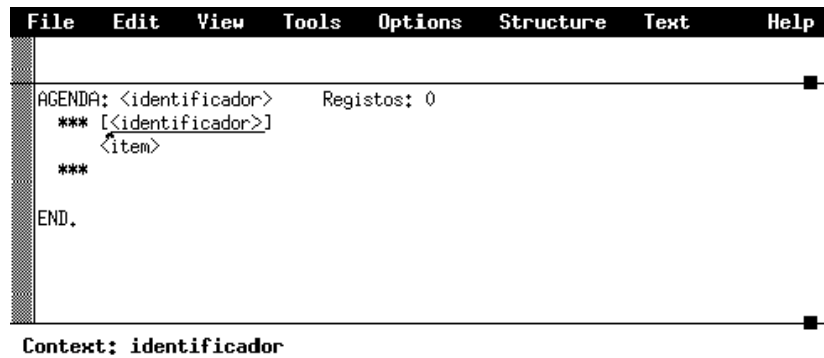 File Edit View Tools Options Structure Text Help
AGENDA: <identificador> Registos: 0
*** [<identificador>]
<item>
***
END.
Context: identificador